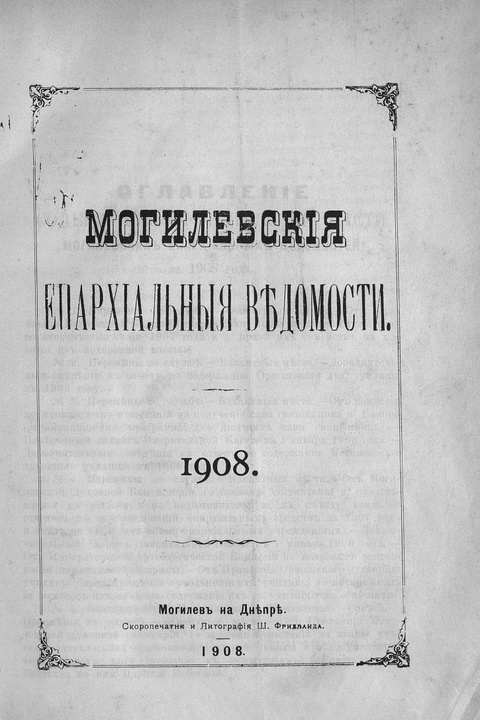 МОГИЛЕВСКІЯ
ЕПАРХІАЛЬНЫЯ ВѢДОМОСТИ.
1908.
Могилевъ на Днѣпрѣ.
Скоропечатня и Литографія Ш. Фридланда.
1908.